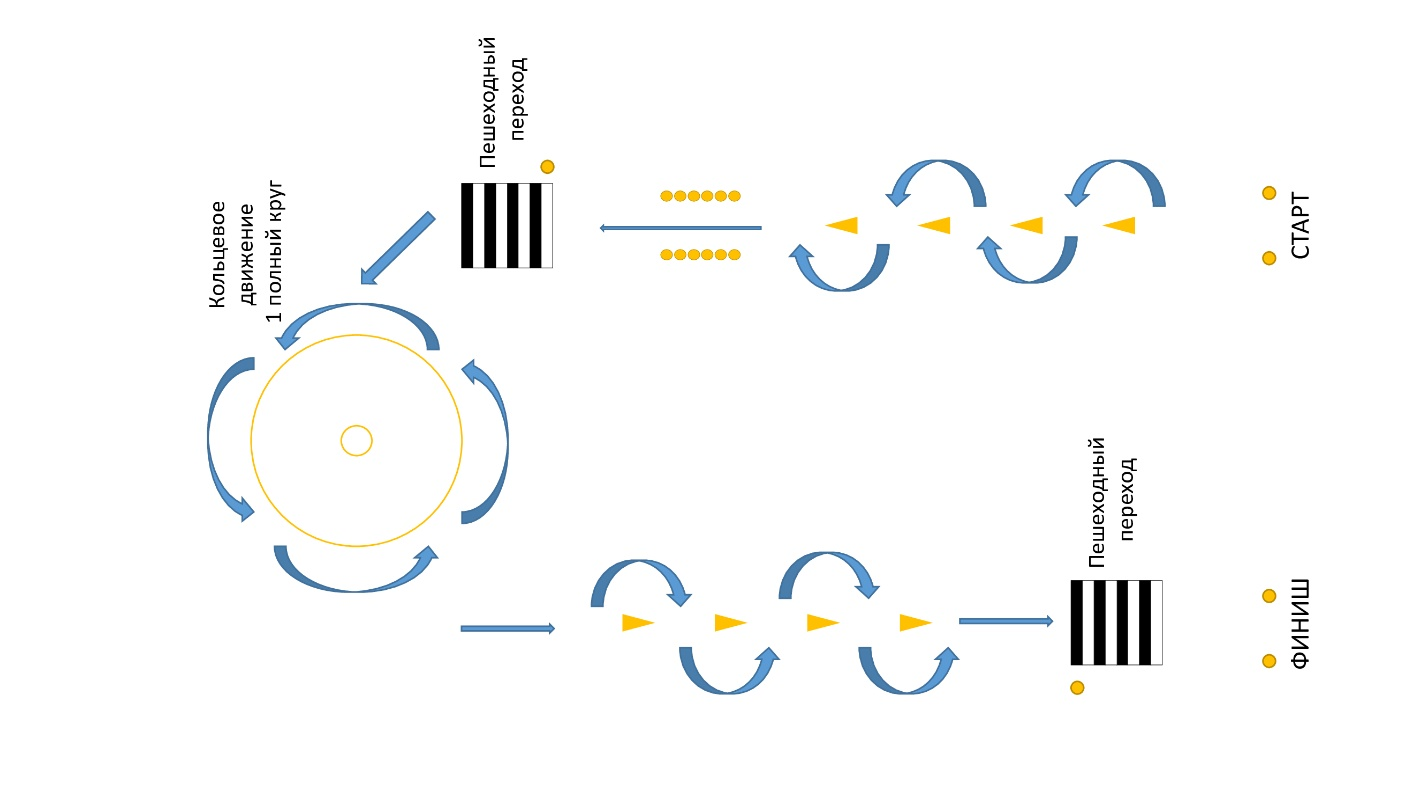 Пешеходный
переход
Кольцевое
движение
1 полный круг
СТАРТ
Пешеходный
переход
ФИНИШ